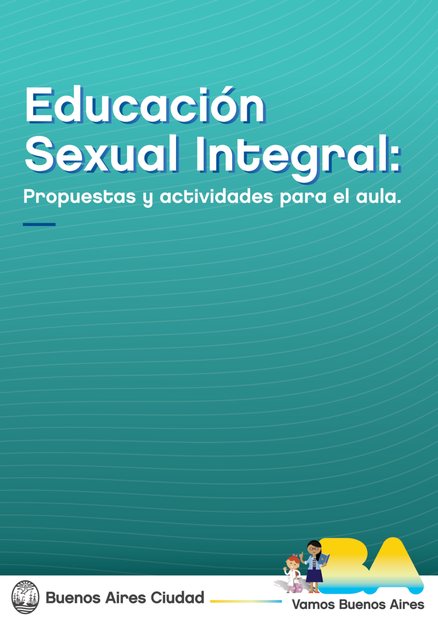 Educación
Sexual Integral:
Propuestas y actividades para el aula.
BA
Buenos Aires Ciudad
Vamos Buenos Aires